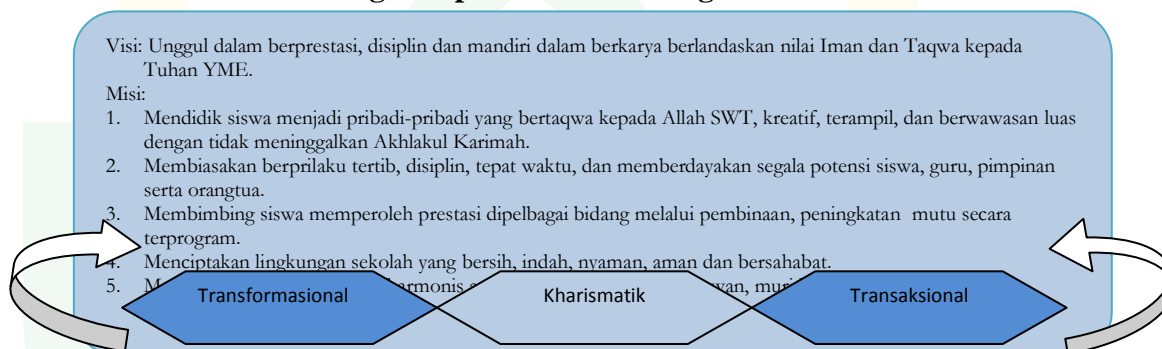 Visi: Unggul dalam berprestasi, disiplin dan mandiri dalam berkarya berlandaskan nilai Iman dan Taqwa kepada
Tuhan YME.
Misi:
1. Mendidik siswa menjadi pribadi-pribadi yang bertaqwa kepada Allah SWT, kreatif, terampil, dan berwawasan luas
dengan tidak meninggalkan Akhlakul Karimah.
2. Membiasakan berprilaku tertib, disiplin, tepat waktu, dan memberdayakan segala potensi siswa, guru, pimpinan
serta orangtua.
3. Membimbing siswa memperoleh prestasi dipelbagai bidang melalui pembinaan, peningkatan mutu secara
terprogram.
4. Menciptakan lingkungan sekolah yang bersih, indah, nyaman, aman dan bersahabat.
5.
Transformasional Kharismatik Transaksional